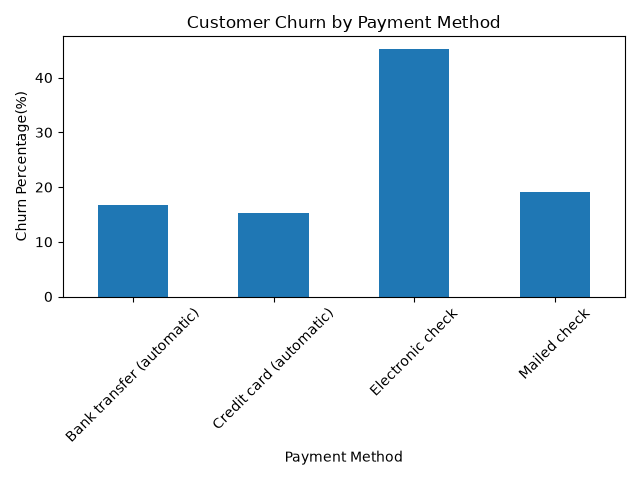 Customer Churn by Payment Method
Churn Percentage(%)
40
30
20
10
0
Bank transfer (automatic)
Credit card (automatic)
Electronic check
Mailed check
Payment Method